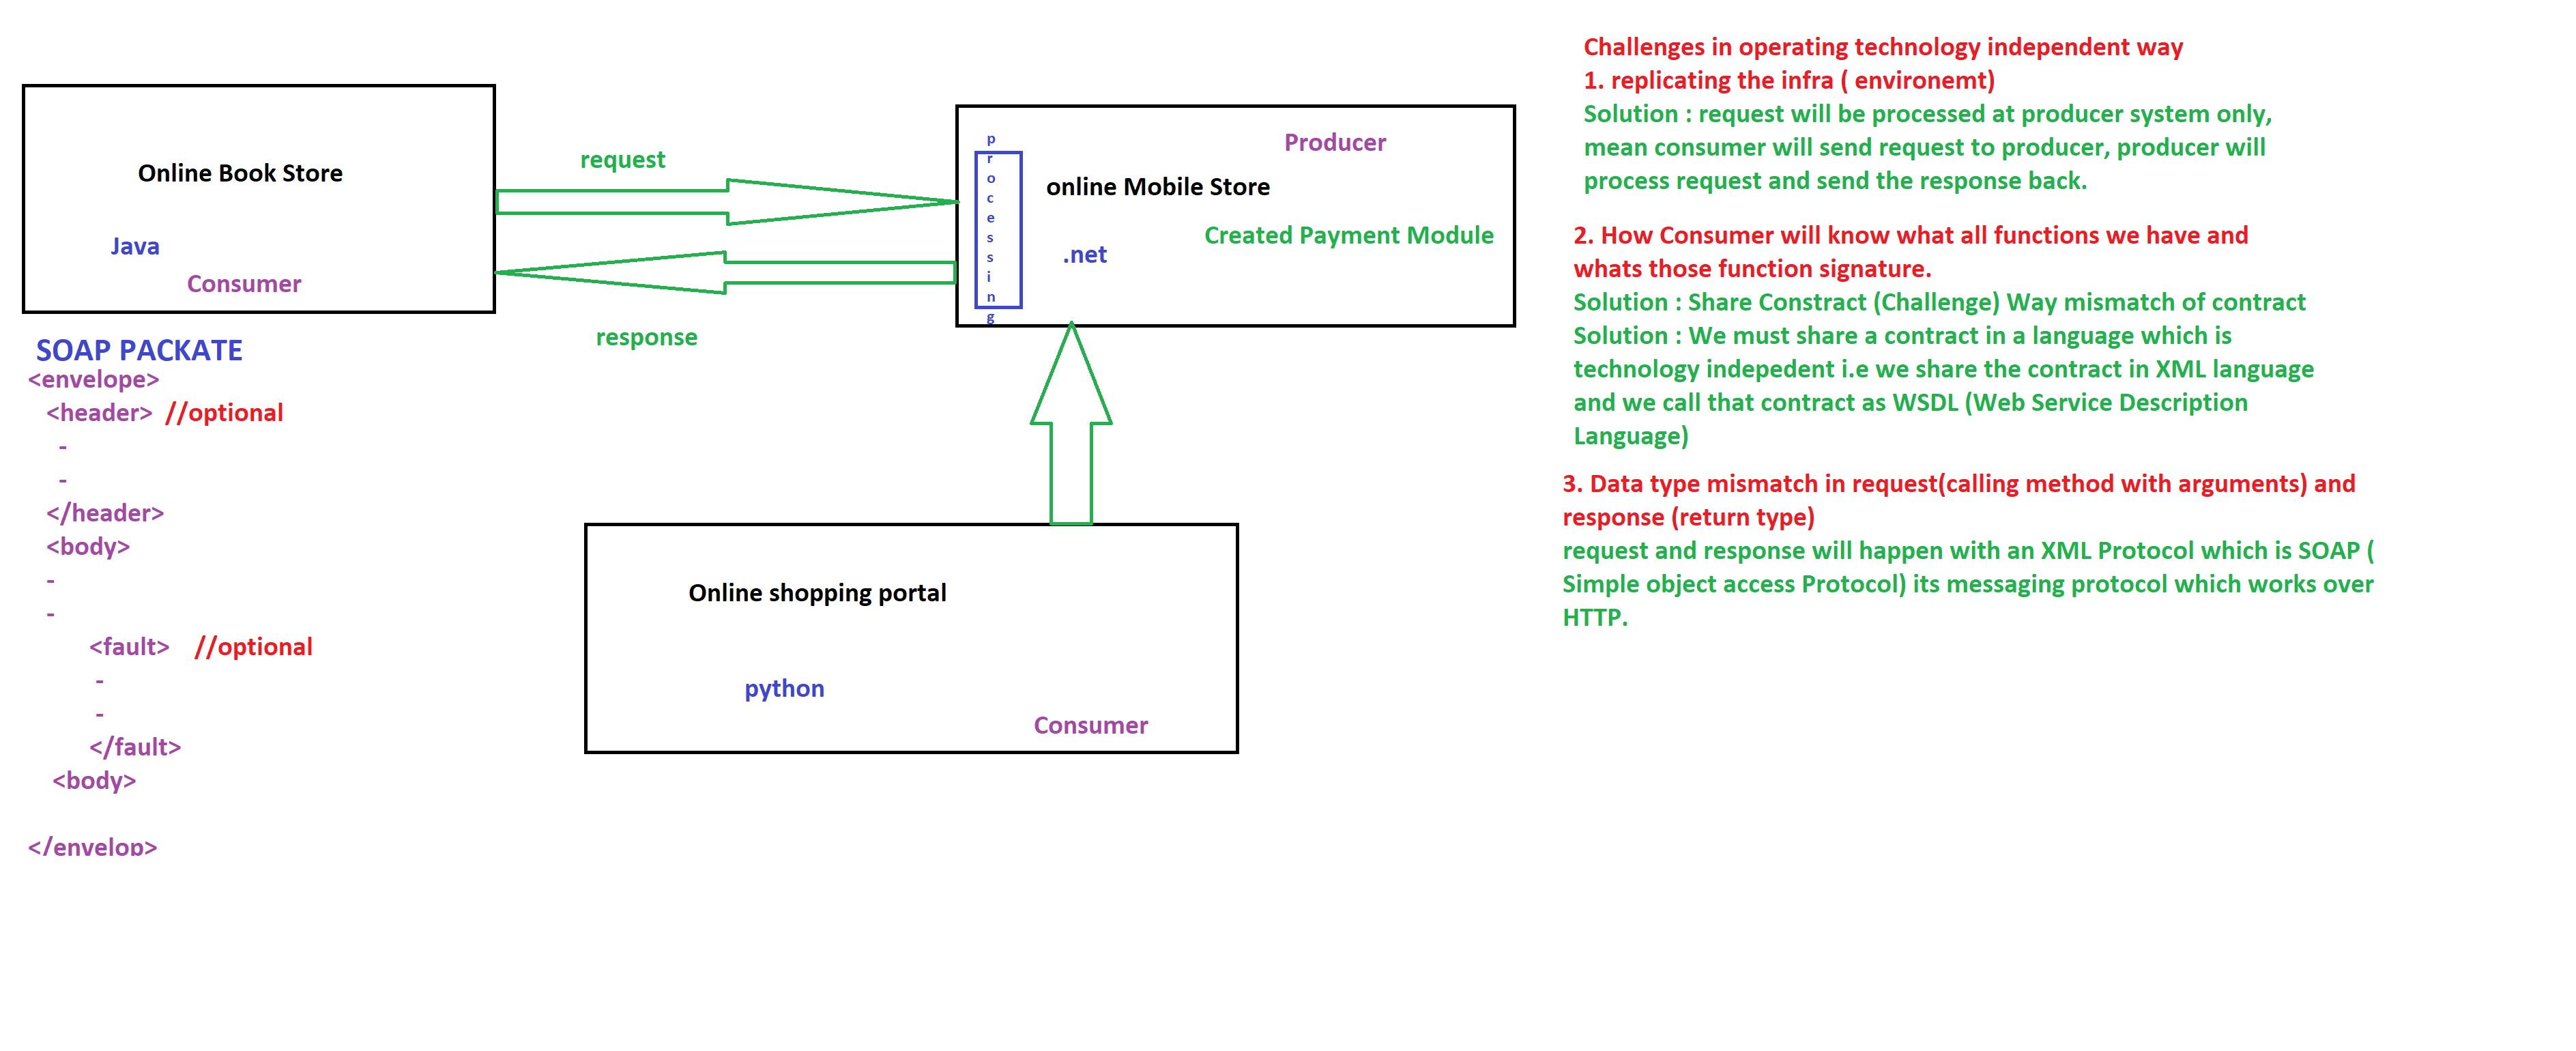 Online Book Store
Java
Consumer
request
response
p
r
o
c
e
s
s
i
n
g
Producer
online Mobile Store
Created Payment Module
.net
Online shopping portal
python
Consumer
SOAP PACKATE
<envelope>
<header> //optional
-
-
</header>
<body>
-
-
<fault> //optional
-
-
</fault>
<body>
</envelop>
Challenges in operating technology independent way
1. replicating the infra ( environemt)
Solution : request will be processed at producer system only,
mean consumer will send request to producer, producer will
process request and send the response back.
2. How Consumer will know what all functions we have and
whats those function signature.
Solution : Share Constract (Challenge) Way mismatch of contract
Solution : We must share a contract in a language which is
technology indepedent i.e we share the contract in XML language
and we call that contract as WSDL (Web Service Description
Language)
3. Data type mismatch in request(calling method with arguments) and
response (return type)
request and response will happen with an XML Protocol which is SOAP (
Simple object access Protocol) its messaging protocol which works over
HTTP.